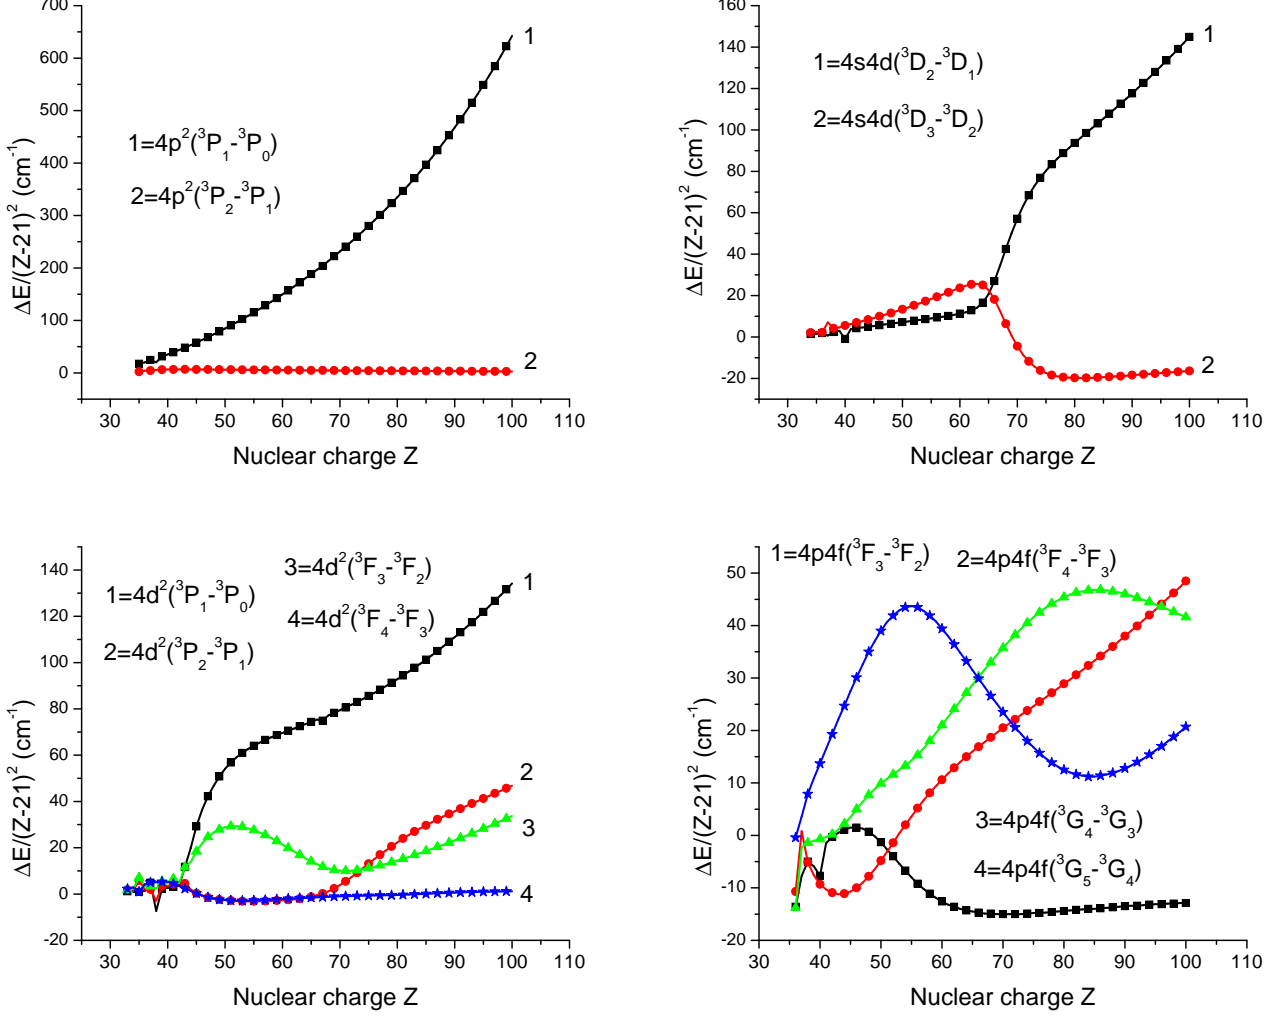 700
600
500
400
300
200
100
0
ΔE/(Z-21)² (cm⁻¹)
1=4p²(³P₁-³P₀)
2=4p²(³P₂-³P₁)
1
2
30 40 50 60 70 80 90 100 110
Nuclear charge Z
160
140
120
100
80
60
40
20
0
-20
ΔE/(Z-21)² (cm⁻¹)
1=4s4d(³D₂-³D₁)
2=4s4d(³D₃-³D₂)
1
2
30 40 50 60 70 80 90 100 110
Nuclear charge Z
140
120
100
80
60
40
20
0
-20
ΔE/(Z-21)² (cm⁻¹)
3=4d²(³F₃-³F₂)
1=4d²(³P₁-³P₀)
4=4d²(³F₄-³F₃)
2=4d²(³P₂-³P₁)
1
2
3
4
30 40 50 60 70 80 90 100 110
Nuclear charge Z
50
40
30
20
10
0
-10
-20
ΔE/(Z-21)² (cm⁻¹)
1=4p4f(³F₃-³F₂)
2=4p4f(³F₄-³F₃)
3=4p4f(³G₄-³G₃)
4=4p4f(³G₅-³G₄)
30 40 50 60 70 80 90 100 110
Nuclear charge Z